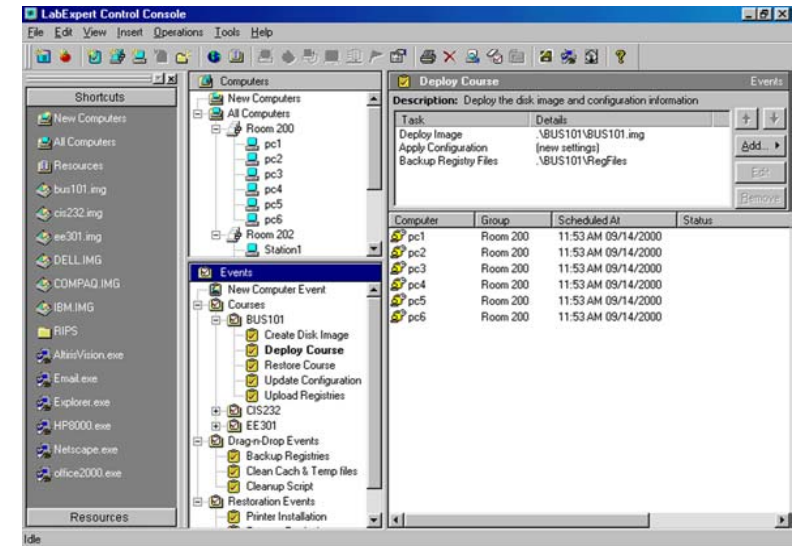 LabExpert Control Console
File Edit View Insert Operations Tools Help
Shortcuts
New Computers
All Computers
Resources
bus101.img
cis232.img
ee301.img
DELL.IMG
COMPAQ.IMG
IBM.IMG
RIPS
AltirisVision.exe
Email.exe
Explorer.exe
HP8000.exe
Netscape.exe
office2000.exe
Resources
Computers
New Computers
All Computers
Room 200
pc1
pc2
pc3
pc4
pc5
pc6
Room 202
Station1
Events
New Computer Event
Courses
BUS101
Create Disk Image
Deploy Course
Restore Course
Update Configuration
Upload Registries
CIS232
EE301
Drag-n-Drop Events
Backup Registries
Clean Cach & Temp files
Cleanup Script
Restoration Events
Printer Installation
Deploy Course Events
Description: Deploy the disk image and configuration information
Task Details
Deploy Image .\BUS101\BUS101.img
Apply Configuration (new settings)
Backup Registry Files .\BUS101\RegFiles
Add...
Edit
Remove
Computer Group Scheduled At Status
pc1 Room 200 11:53 AM 09/14/2000
pc2 Room 200 11:53 AM 09/14/2000
pc3 Room 200 11:53 AM 09/14/2000
pc4 Room 200 11:53 AM 09/14/2000
pc5 Room 200 11:53 AM 09/14/2000
pc6 Room 200 11:53 AM 09/14/2000
Idle